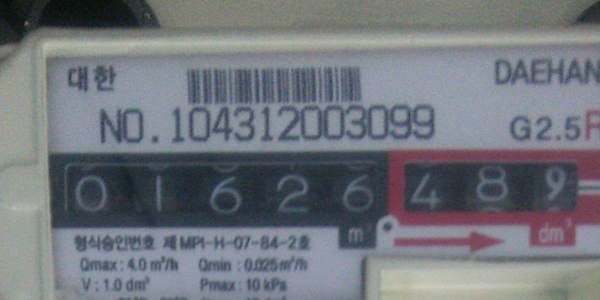 대한
DAEHAN
NO.104312003099
G2.5R
01626 489
m³
dm³
형식승인번호 제 MPI-H-07-84-2호
Qmax : 4.0 m³/h Qmin : 0.025 m³/h
V : 1.0 dm³ Pmax : 10 kPa